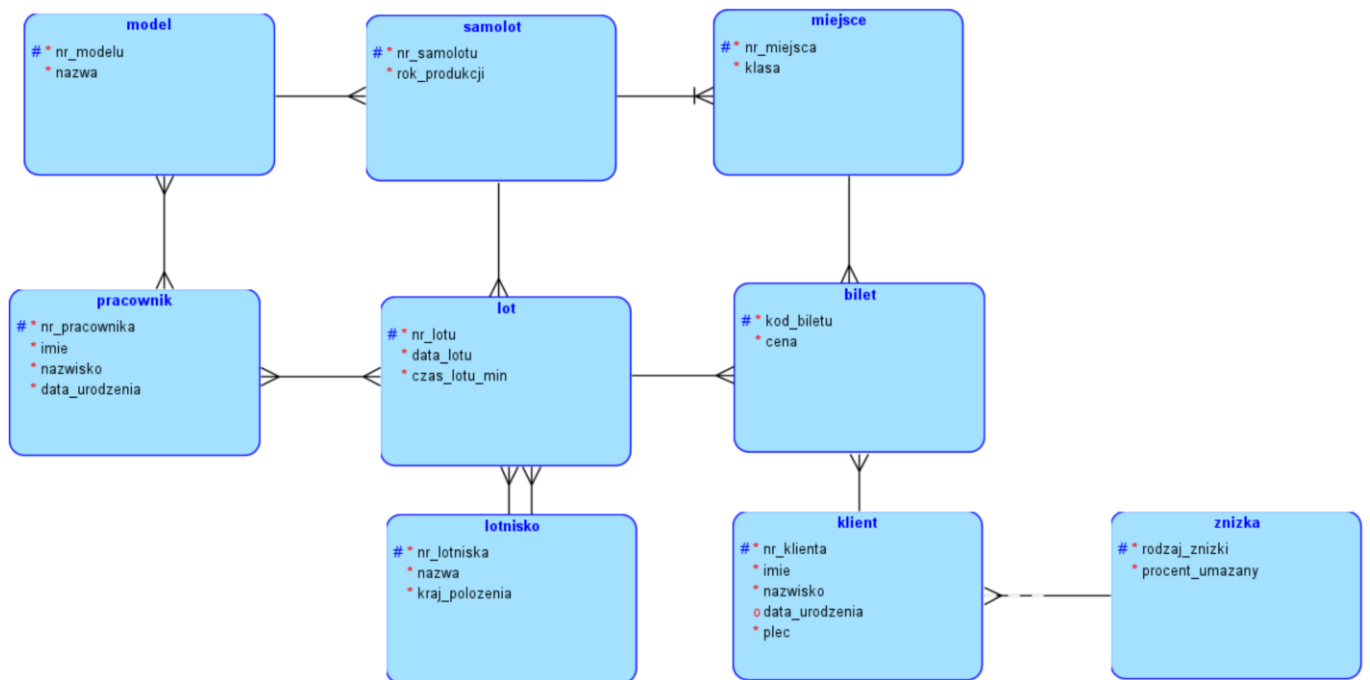 model
# * nr_modelu
* nazwa
samolot
# * nr_samolotu
* rok_produkcji
miejsce
# * nr_miejsca
* klasa
pracownik
# * nr_pracownika
* imie
* nazwisko
* data_urodzenia
lot
# * nr_lotu
* data_lotu
* czas_lotu_min
bilet
# * kod_biletu
* cena
lotnisko
# * nr_lotniska
* nazwa
* kraj_polozenia
klient
# * nr_klienta
* imie
* nazwisko
o data_urodzenia
* plec
znizka
# * rodzaj_znizki
* procent_umazany